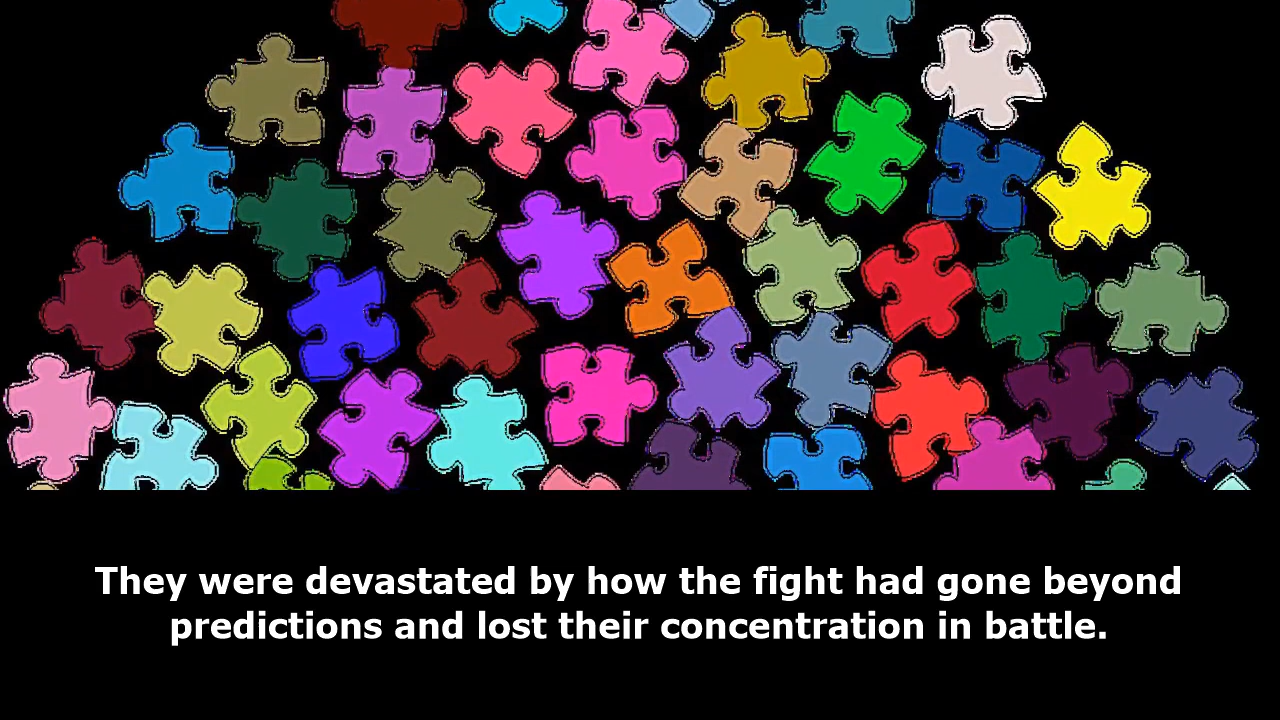 They were devastated by how the fight had gone beyond
predictions and lost their concentration in battle.